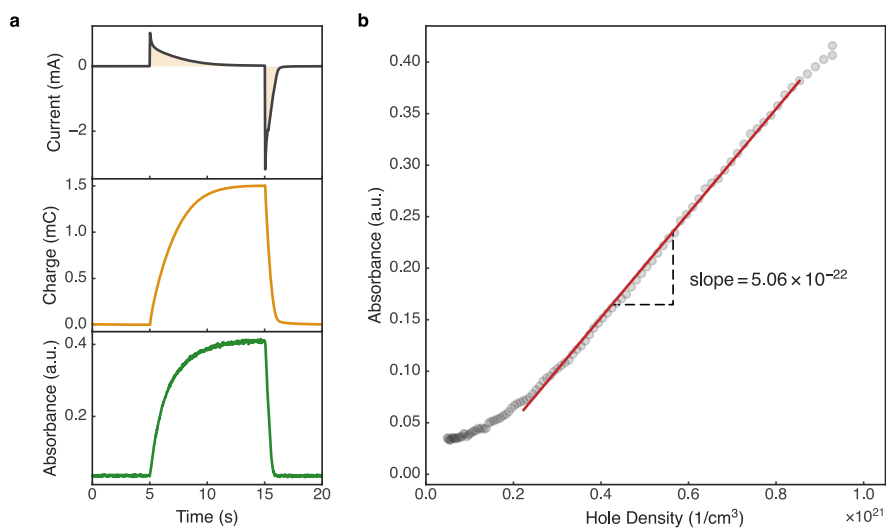 a
0
−2
Current (mA)
1.5
1.0
0.5
0.0
Charge (mC)
0.4
0.2
Absorbance (a.u.)
0 5 10 15 20
Time (s)
b
0.40
0.35
0.30
0.25
0.20
0.15
0.10
0.05
0.00
Absorbance (a.u.)
slope = 5.06 × 10⁻²²
0.0 0.2 0.4 0.6 0.8 1.0
Hole Density (1/cm³)
×10²¹